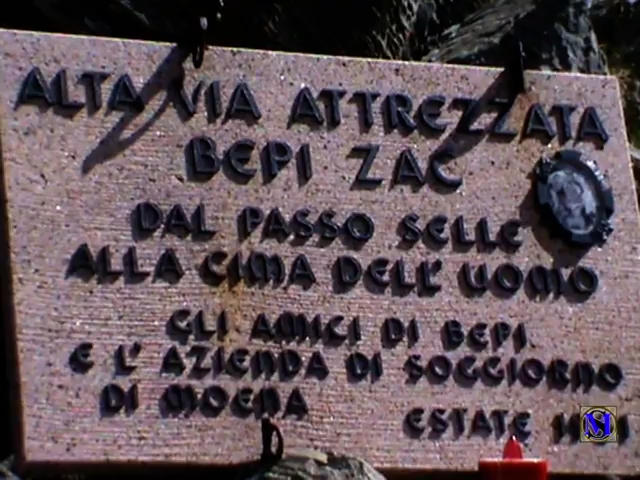 ALTA VIA ATTREZZATA
BEPI ZAC
DAL PASSO SELLE
ALLA CIMA DELL' UOMO
GLI AMICI DI BEPI
E L' AZIENDA DI SOGGIORNO
DI MOENA
ESTATE